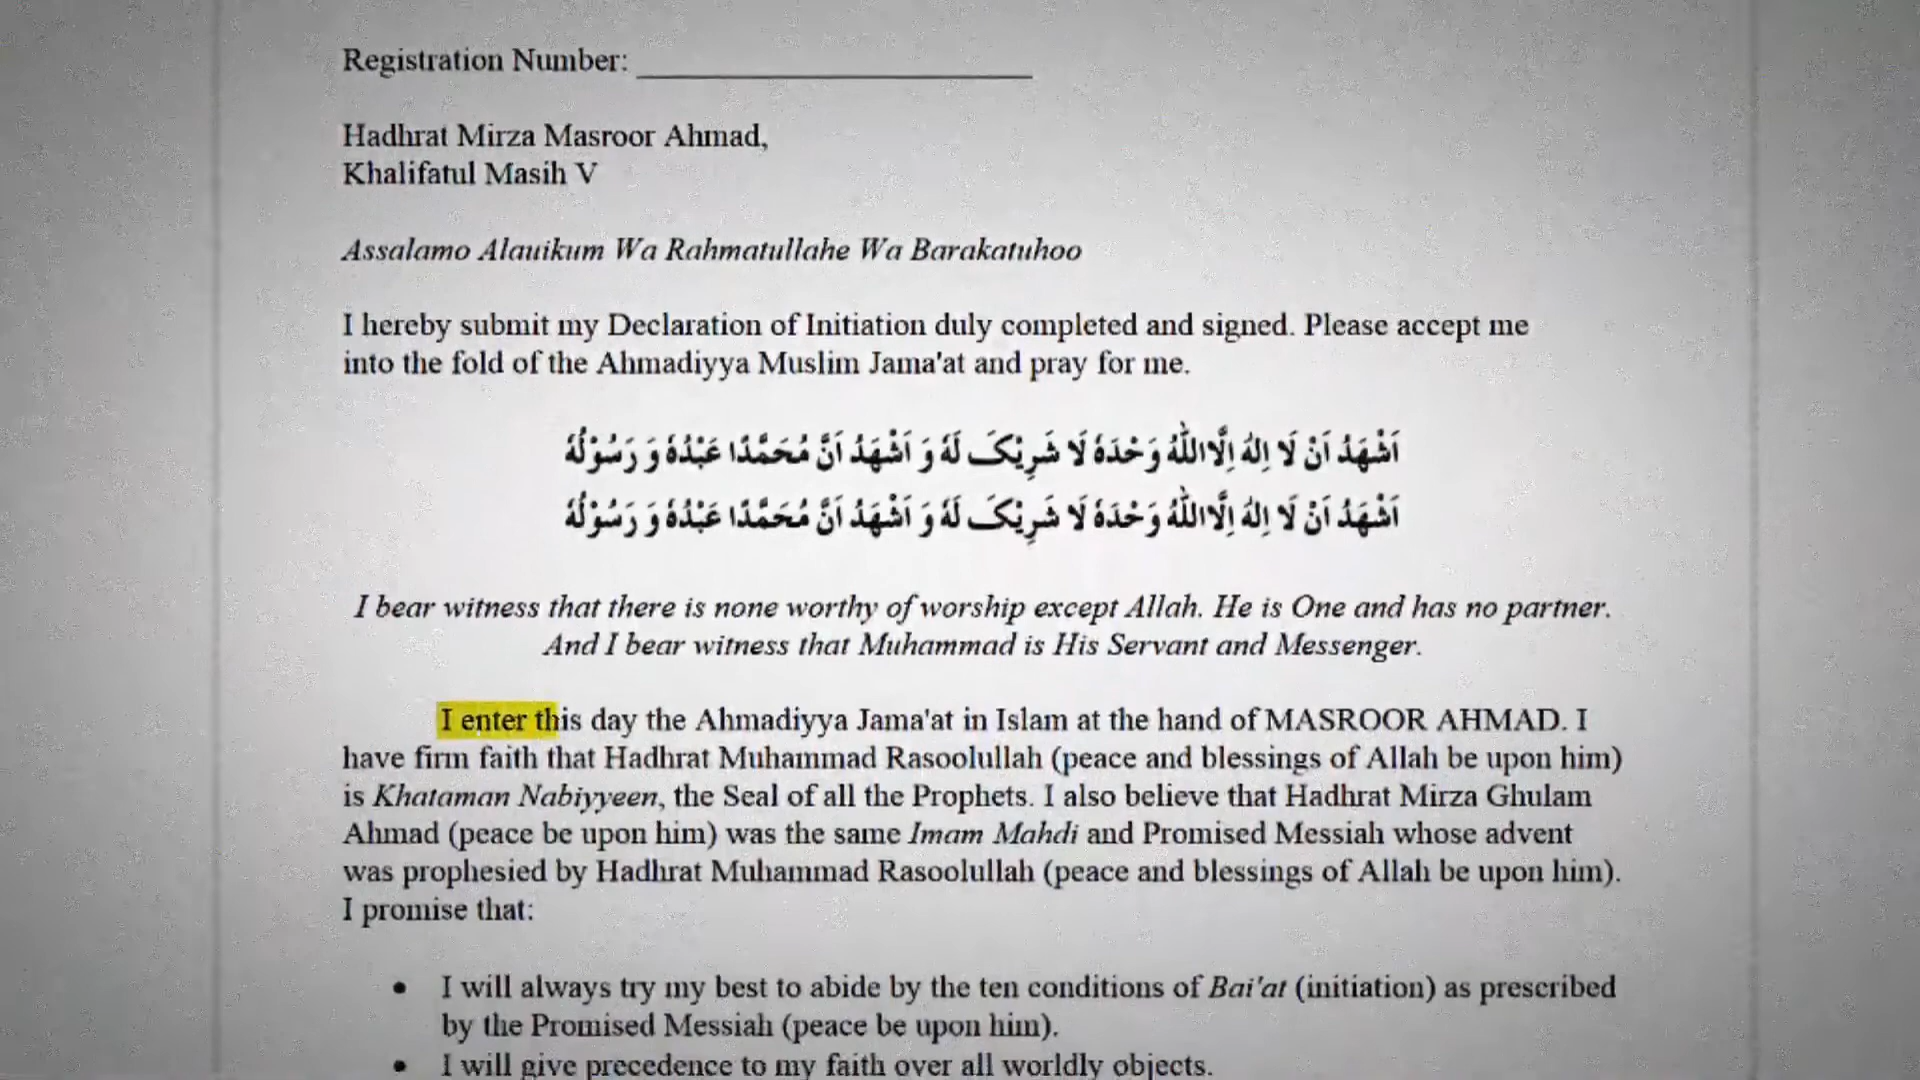 Registration Number:
Hadhrat Mirza Masroor Ahmad,
Khalifatul Masih V
Assalamo Alauikum Wa Rahmatullahe Wa Barakatuhoo
I hereby submit my Declaration of Initiation duly completed and signed. Please accept me
into the fold of the Ahmadiyya Muslim Jama'at and pray for me.
اَشْهَدُ اَنْ لَا اِلٰهَ اِلَّا اللّٰهُ وَحْدَهٗ لَا شَرِيْکَ لَهٗ وَ اَشْهَدُ اَنَّ مُحَمَّدًا عَبْدُهٗ وَ رَسُوْلُهٗ
اَشْهَدُ اَنْ لَا اِلٰهَ اِلَّا اللّٰهُ وَحْدَهٗ لَا شَرِيْکَ لَهٗ وَ اَشْهَدُ اَنَّ مُحَمَّدًا عَبْدُهٗ وَ رَسُوْلُهٗ
I bear witness that there is none worthy of worship except Allah. He is One and has no partner.
And I bear witness that Muhammad is His Servant and Messenger.
I enter this day the Ahmadiyya Jama'at in Islam at the hand of MASROOR AHMAD. I
have firm faith that Hadhrat Muhammad Rasoolullah (peace and blessings of Allah be upon him)
is Khataman Nabiyyeen, the Seal of all the Prophets. I also believe that Hadhrat Mirza Ghulam
Ahmad (peace be upon him) was the same Imam Mahdi and Promised Messiah whose advent
was prophesied by Hadhrat Muhammad Rasoolullah (peace and blessings of Allah be upon him).
I promise that:
• I will always try my best to abide by the ten conditions of Bai'at (initiation) as prescribed
by the Promised Messiah (peace be upon him).
• I will give precedence to my faith over all worldly objects.